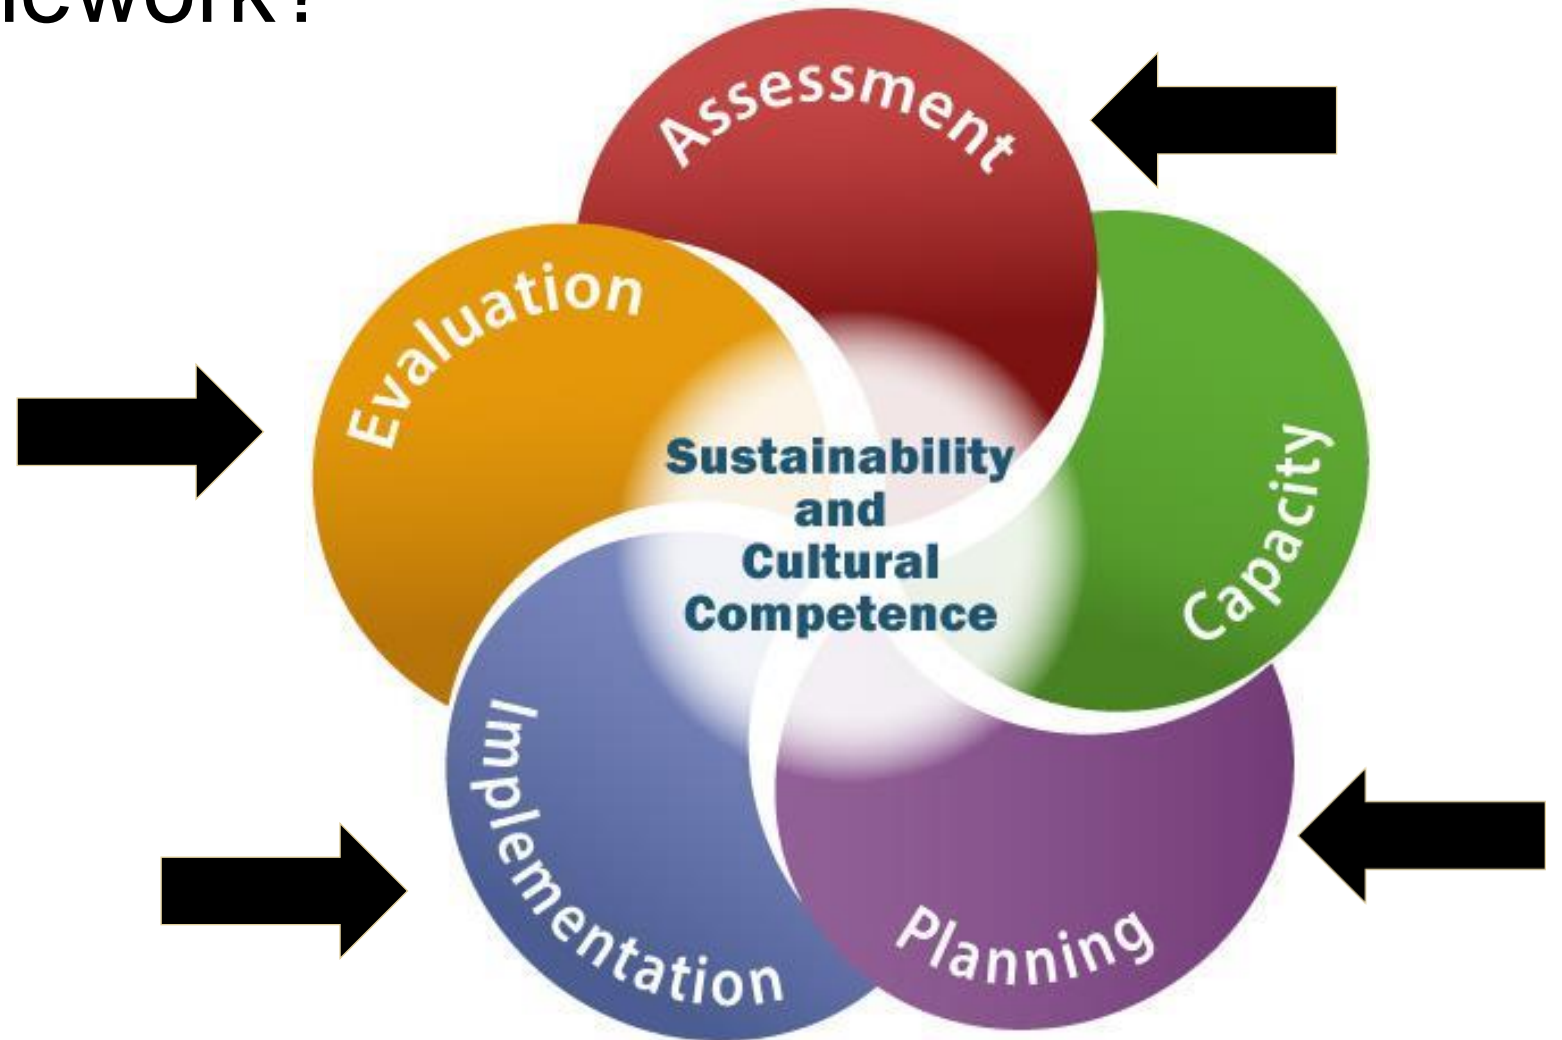 Assessment
Capacity
Planning
Implementation
Evaluation
Sustainability
and
Cultural
Competence